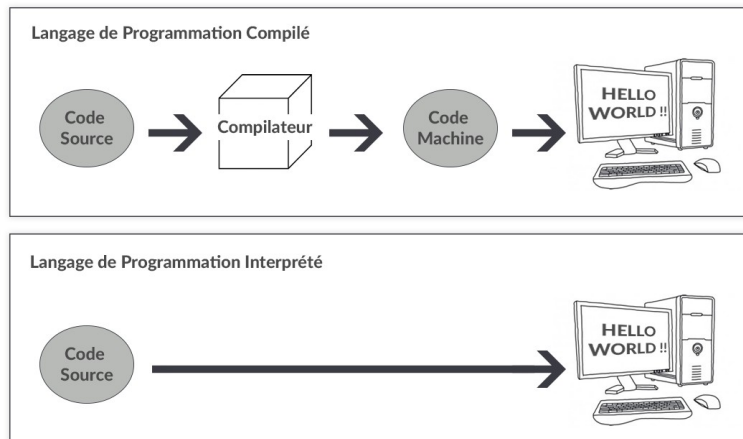 Langage de Programmation Compilé
Code
Source
Compilateur
Code
Machine
HELLO
WORLD !!
Langage de Programmation Interprété
Code
Source
HELLO
WORLD !!